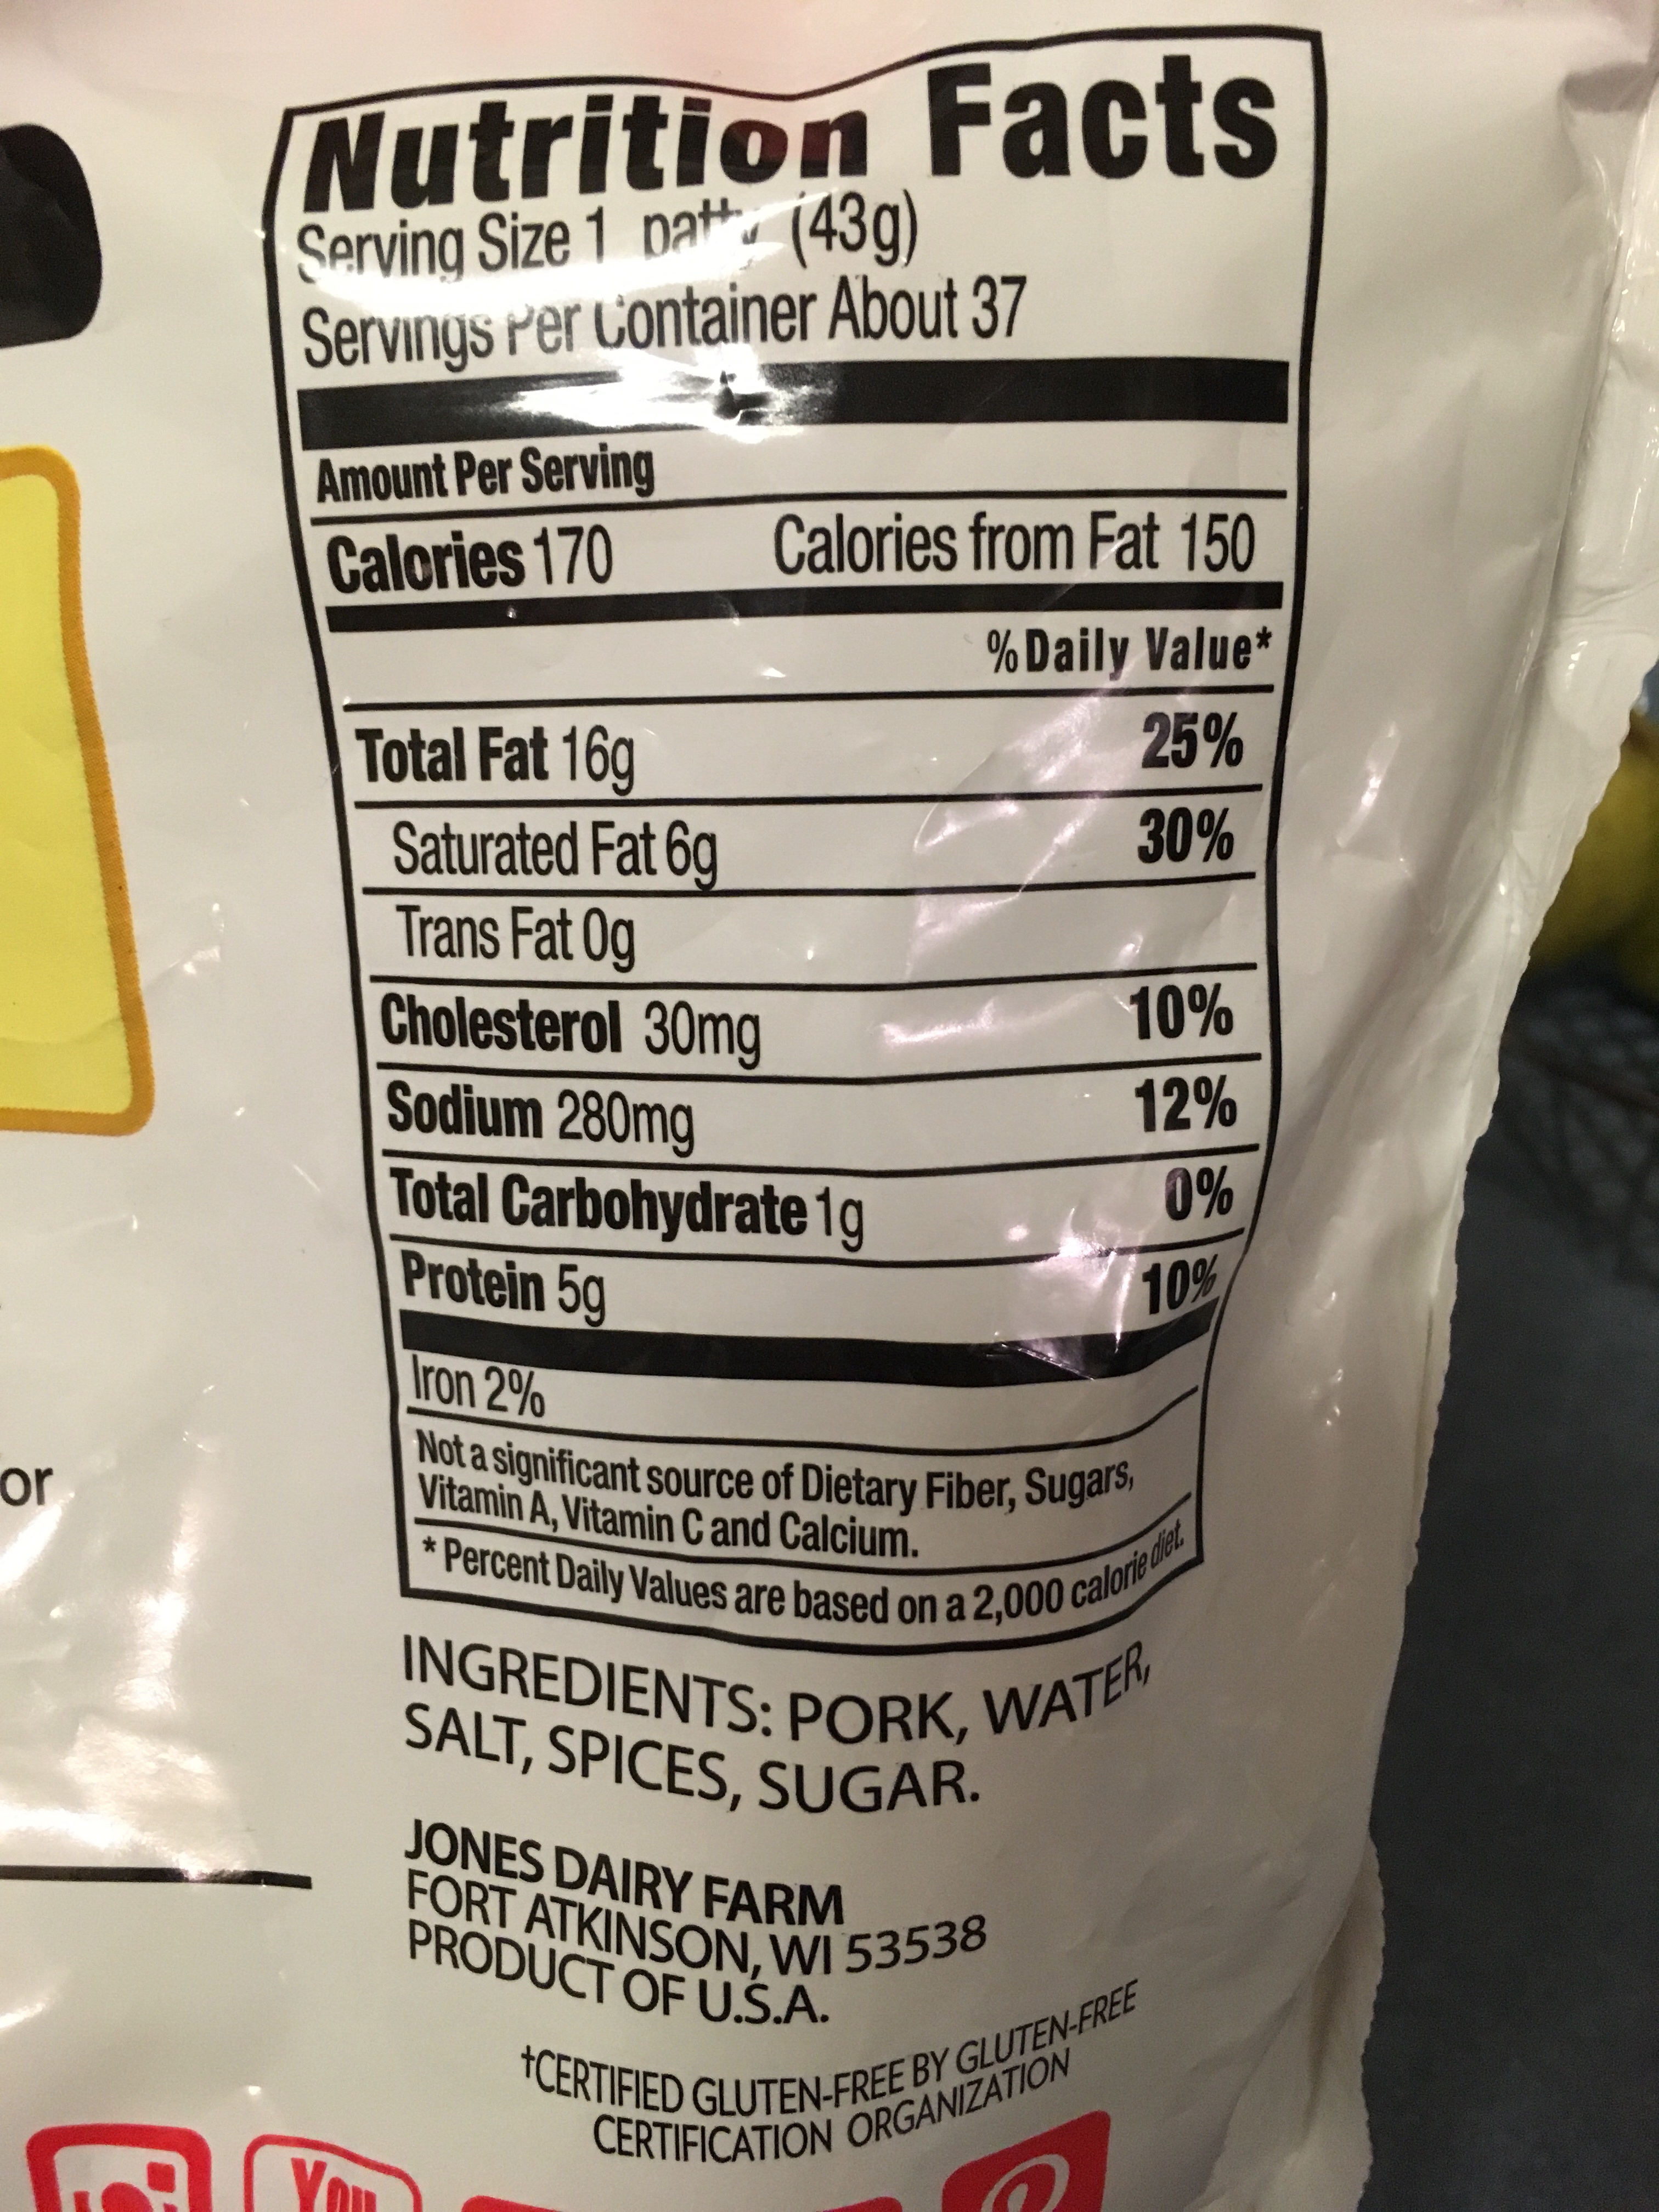 Nutrition Facts
Serving Size 1 patty (43g)
Servings Per Container About 37
Amount Per Serving
Calories 170 Calories from Fat 150
% Daily Value*
Total Fat 16g 25%
Saturated Fat 6g 30%
Trans Fat 0g
Cholesterol 30mg 10%
Sodium 280mg 12%
Total Carbohydrate 1g 0%
Protein 5g 10%
Iron 2%
Not a significant source of Dietary Fiber, Sugars,
Vitamin A, Vitamin C and Calcium.
* Percent Daily Values are based on a 2,000 calorie diet.
or
INGREDIENTS: PORK, WATER,
SALT, SPICES, SUGAR.
JONES DAIRY FARM
FORT ATKINSON, WI 53538
PRODUCT OF U.S.A.
†CERTIFIED GLUTEN-FREE BY GLUTEN-FREE
CERTIFICATION ORGANIZATION
You